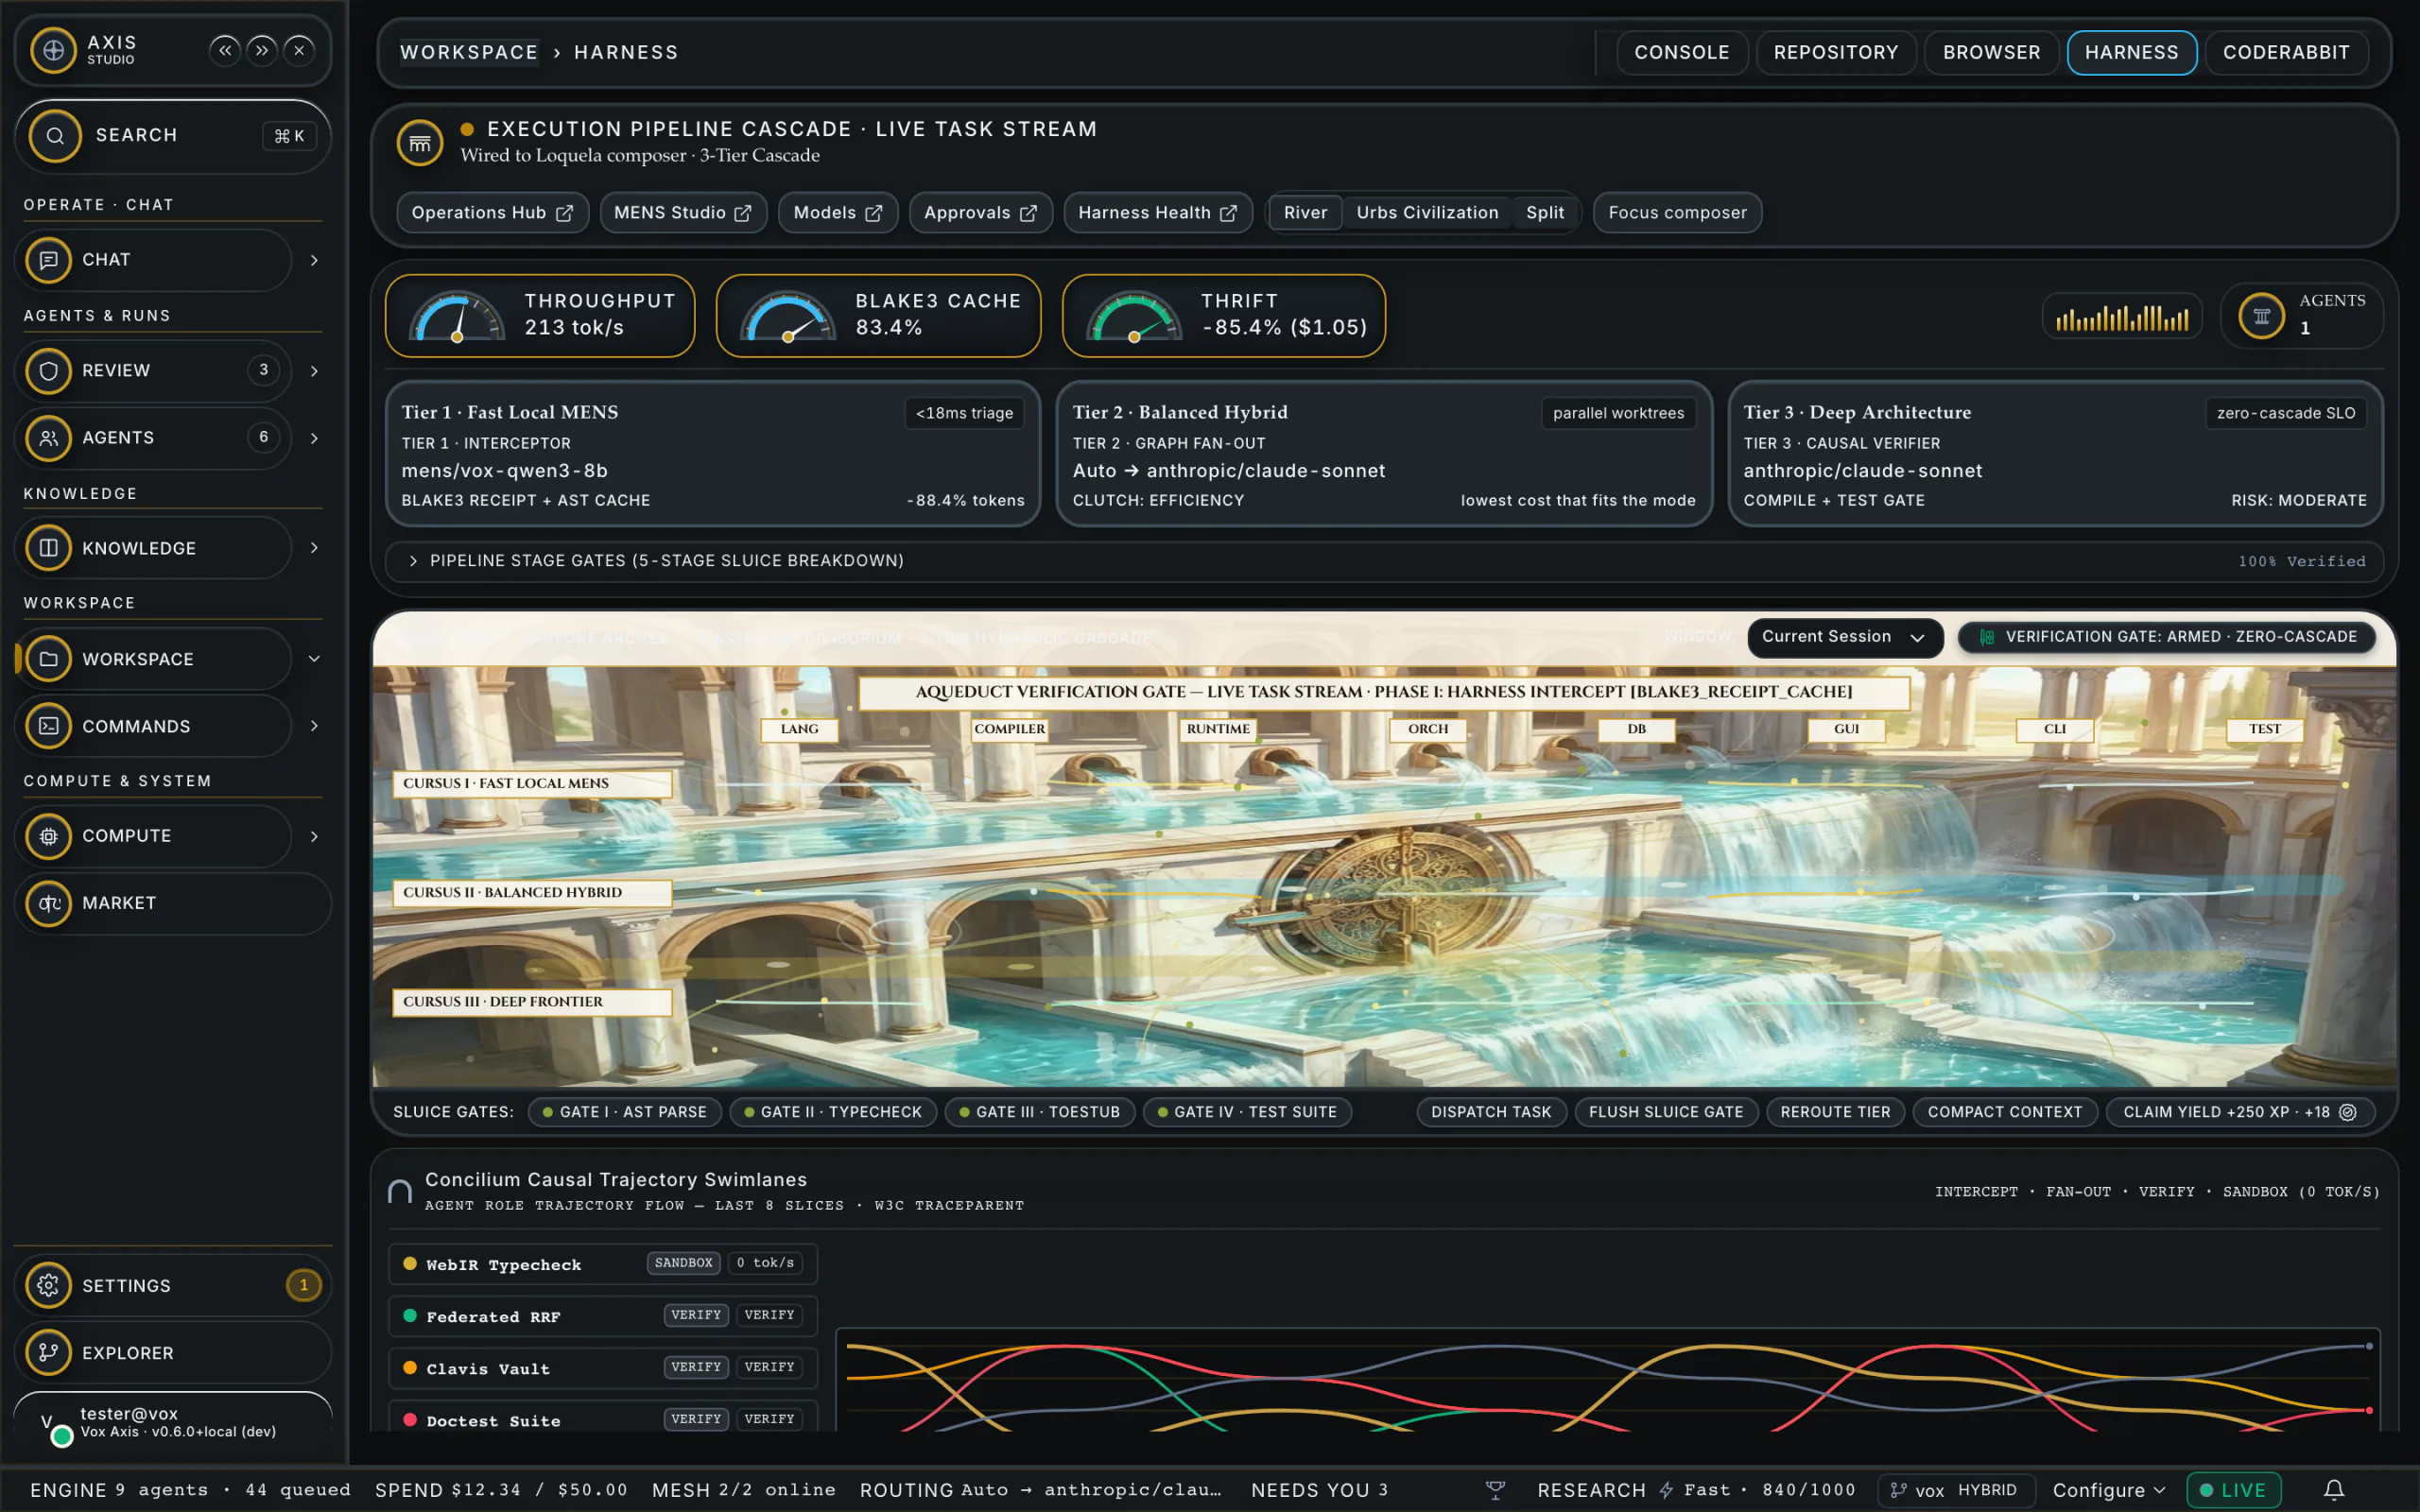 AXIS
STUDIO
SEARCH ⌘ K
OPERATE · CHAT
CHAT
AGENTS & RUNS
REVIEW 3
AGENTS 6
KNOWLEDGE
KNOWLEDGE
WORKSPACE
WORKSPACE
COMMANDS
COMPUTE & SYSTEM
COMPUTE
MARKET
SETTINGS 1
EXPLORER
V
tester@vox
Vox Axis · v0.6.0+local (dev)
WORKSPACE › HARNESS
CONSOLE REPOSITORY BROWSER HARNESS CODERABBIT
EXECUTION PIPELINE CASCADE · LIVE TASK STREAM
Wired to Loquela composer · 3-Tier Cascade
Operations Hub MENS Studio Models Approvals Harness Health River Urbs Civilization Split Focus composer
THROUGHPUT
213 tok/s
BLAKE3 CACHE
83.4%
THRIFT
-85.4% ($1.05)
AGENTS
1
Tier 1 · Fast Local MENS <18ms triage
TIER 1 · INTERCEPTOR
mens/vox-qwen3-8b
BLAKE3 RECEIPT + AST CACHE -88.4% tokens
Tier 2 · Balanced Hybrid parallel worktrees
TIER 2 · GRAPH FAN-OUT
Auto → anthropic/claude-sonnet
CLUTCH: EFFICIENCY lowest cost that fits the mode
Tier 3 · Deep Architecture zero-cascade SLO
TIER 3 · CAUSAL VERIFIER
anthropic/claude-sonnet
COMPILE + TEST GATE RISK: MODERATE
PIPELINE STAGE GATES (5-STAGE SLUICE BREAKDOWN) 100% Verified
WINDOW: Current Session VERIFICATION GATE: ARMED · ZERO-CASCADE
AQUEDUCT VERIFICATION GATE — LIVE TASK STREAM · PHASE I: HARNESS INTERCEPT [BLAKE3_RECEIPT_CACHE]
LANG COMPILER RUNTIME ORCH DB GUI CLI TEST
CURSUS I · FAST LOCAL MENS
CURSUS II · BALANCED HYBRID
CURSUS III · DEEP FRONTIER
SLUICE GATES: GATE I · AST PARSE GATE II · TYPECHECK GATE III · TOESTUB GATE IV · TEST SUITE DISPATCH TASK FLUSH SLUICE GATE REROUTE TIER COMPACT CONTEXT CLAIM YIELD +250 XP · +18
Concilium Causal Trajectory Swimlanes
AGENT ROLE TRAJECTORY FLOW — LAST 8 SLICES · W3C TRACEPARENT
INTERCEPT · FAN-OUT · VERIFY · SANDBOX (0 TOK/S)
WebIR Typecheck SANDBOX 0 tok/s
Federated RRF VERIFY VERIFY
Clavis Vault VERIFY VERIFY
Doctest Suite VERIFY VERIFY
ENGINE 9 agents · 44 queued SPEND $12.34 / $50.00 MESH 2/2 online ROUTING Auto → anthropic/clau… NEEDS YOU 3 RESEARCH Fast · 840/1000 vox HYBRID Configure LIVE